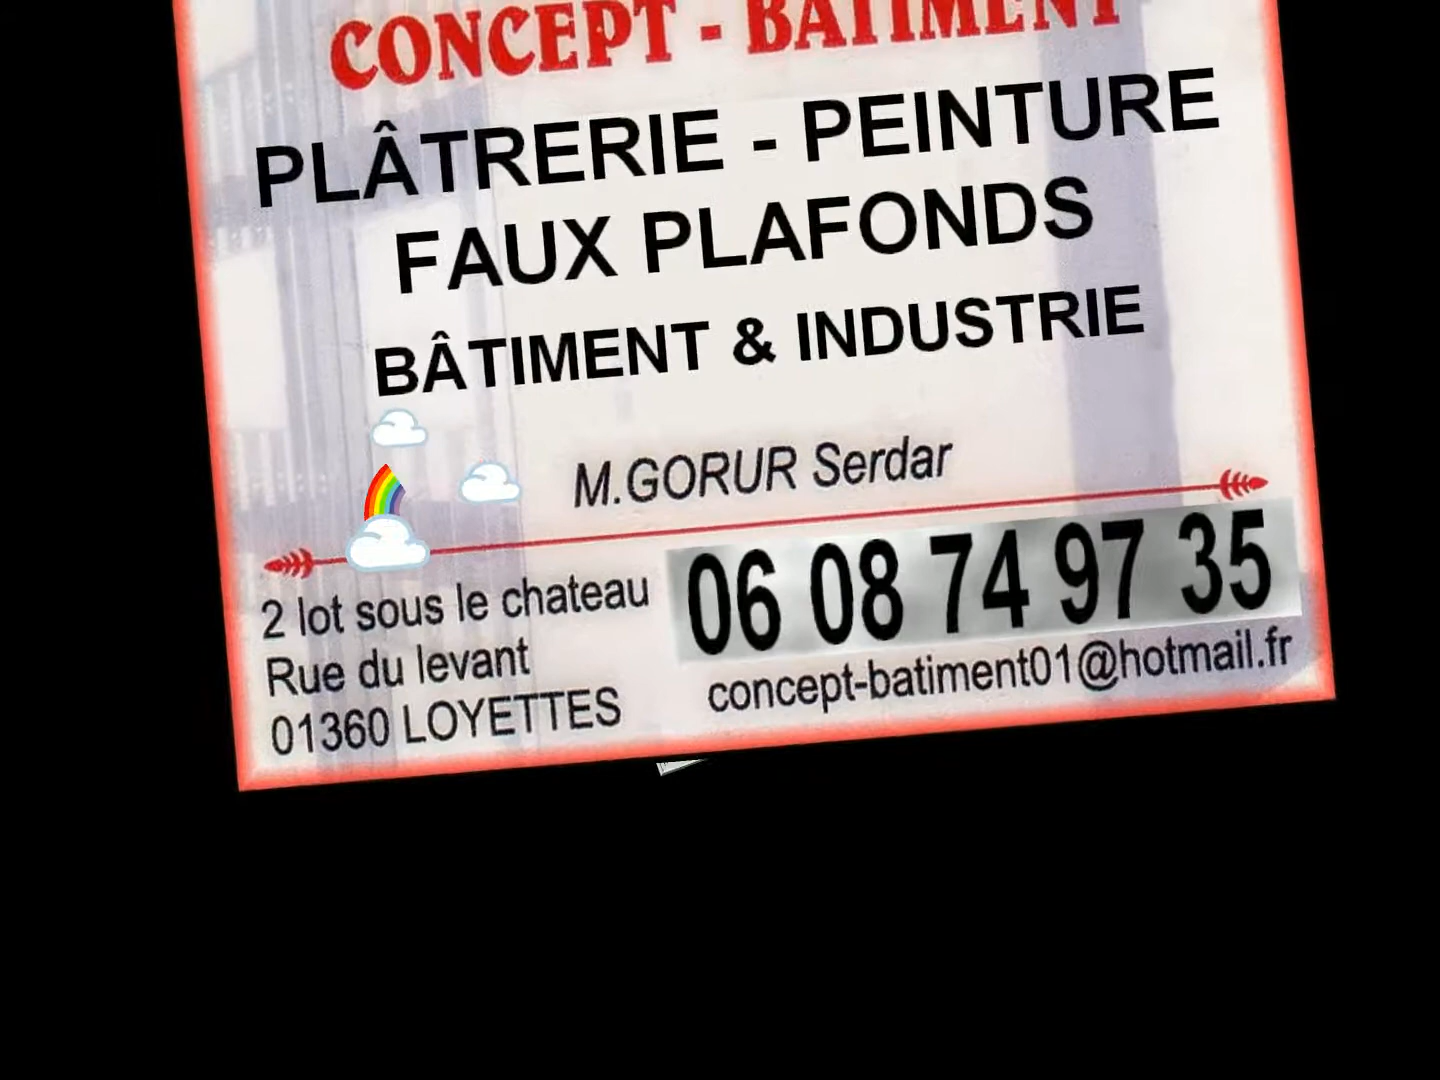 CONCEPT - BATIMENT
PLÂTRERIE - PEINTURE
FAUX PLAFONDS
BÂTIMENT & INDUSTRIE
M.GORUR Serdar
06 08 74 97 35
2 lot sous le chateau
Rue du levant
01360 LOYETTES
concept-batiment01@hotmail.fr